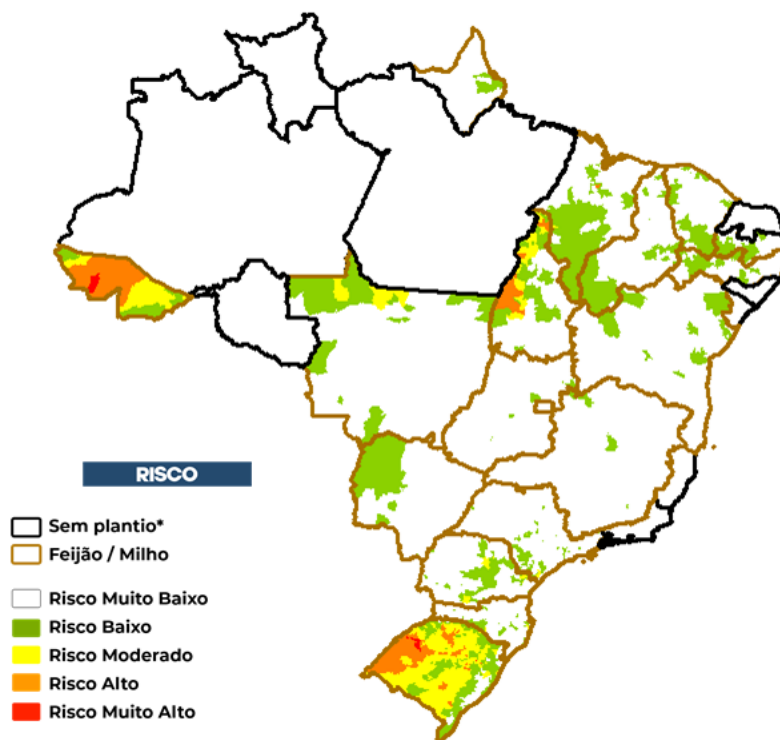 RISCO
Sem plantio*
Feijão / Milho
Risco Muito Baixo
Risco Baixo
Risco Moderado
Risco Alto
Risco Muito Alto